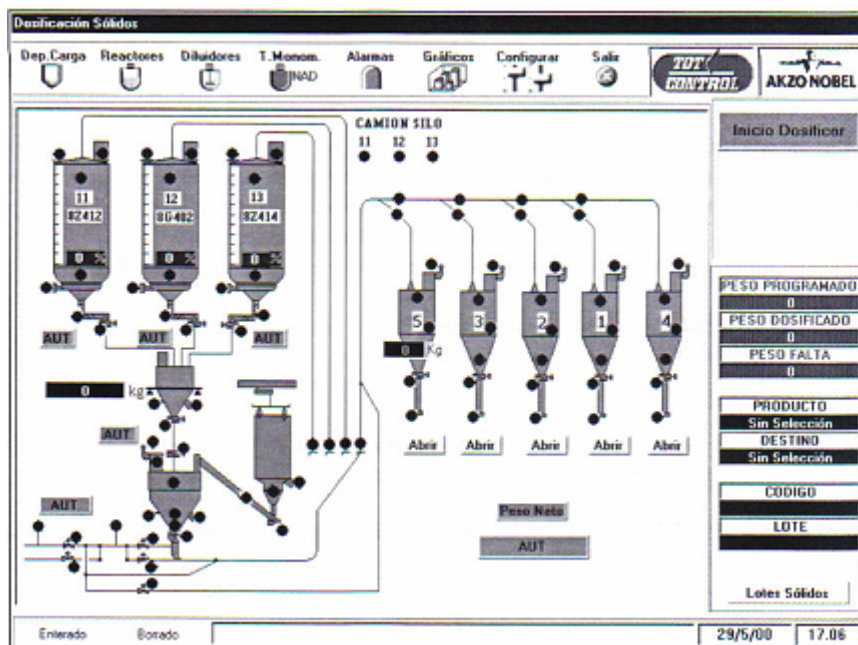 Dosificación Sólidos
Dep.Carga Reactores Diluidores T.Monom. Alarmas Gráficos Configurar Salir
NAD
TOT CONTROL
AKZO NOBEL
CAMION SILO
11 12 13
Inicio Dosificar
11 8Z412
12 8G402
13 8Z414
0 % 0 % 0 %
5 3 2 1 4
0 Kg
AUT AUT AUT
0 kg
AUT
AUT
Abrir Abrir Abrir Abrir Abrir
Peso Neto
AUT
PESO PROGRAMADO
0
PESO DOSIFICADO
0
PESO FALTA
0
PRODUCTO
Sin Selección
DESTINO
Sin Selección
CODIGO
LOTE
Lotes Sólidos
Enterado Borrado 29/5/00 17.06